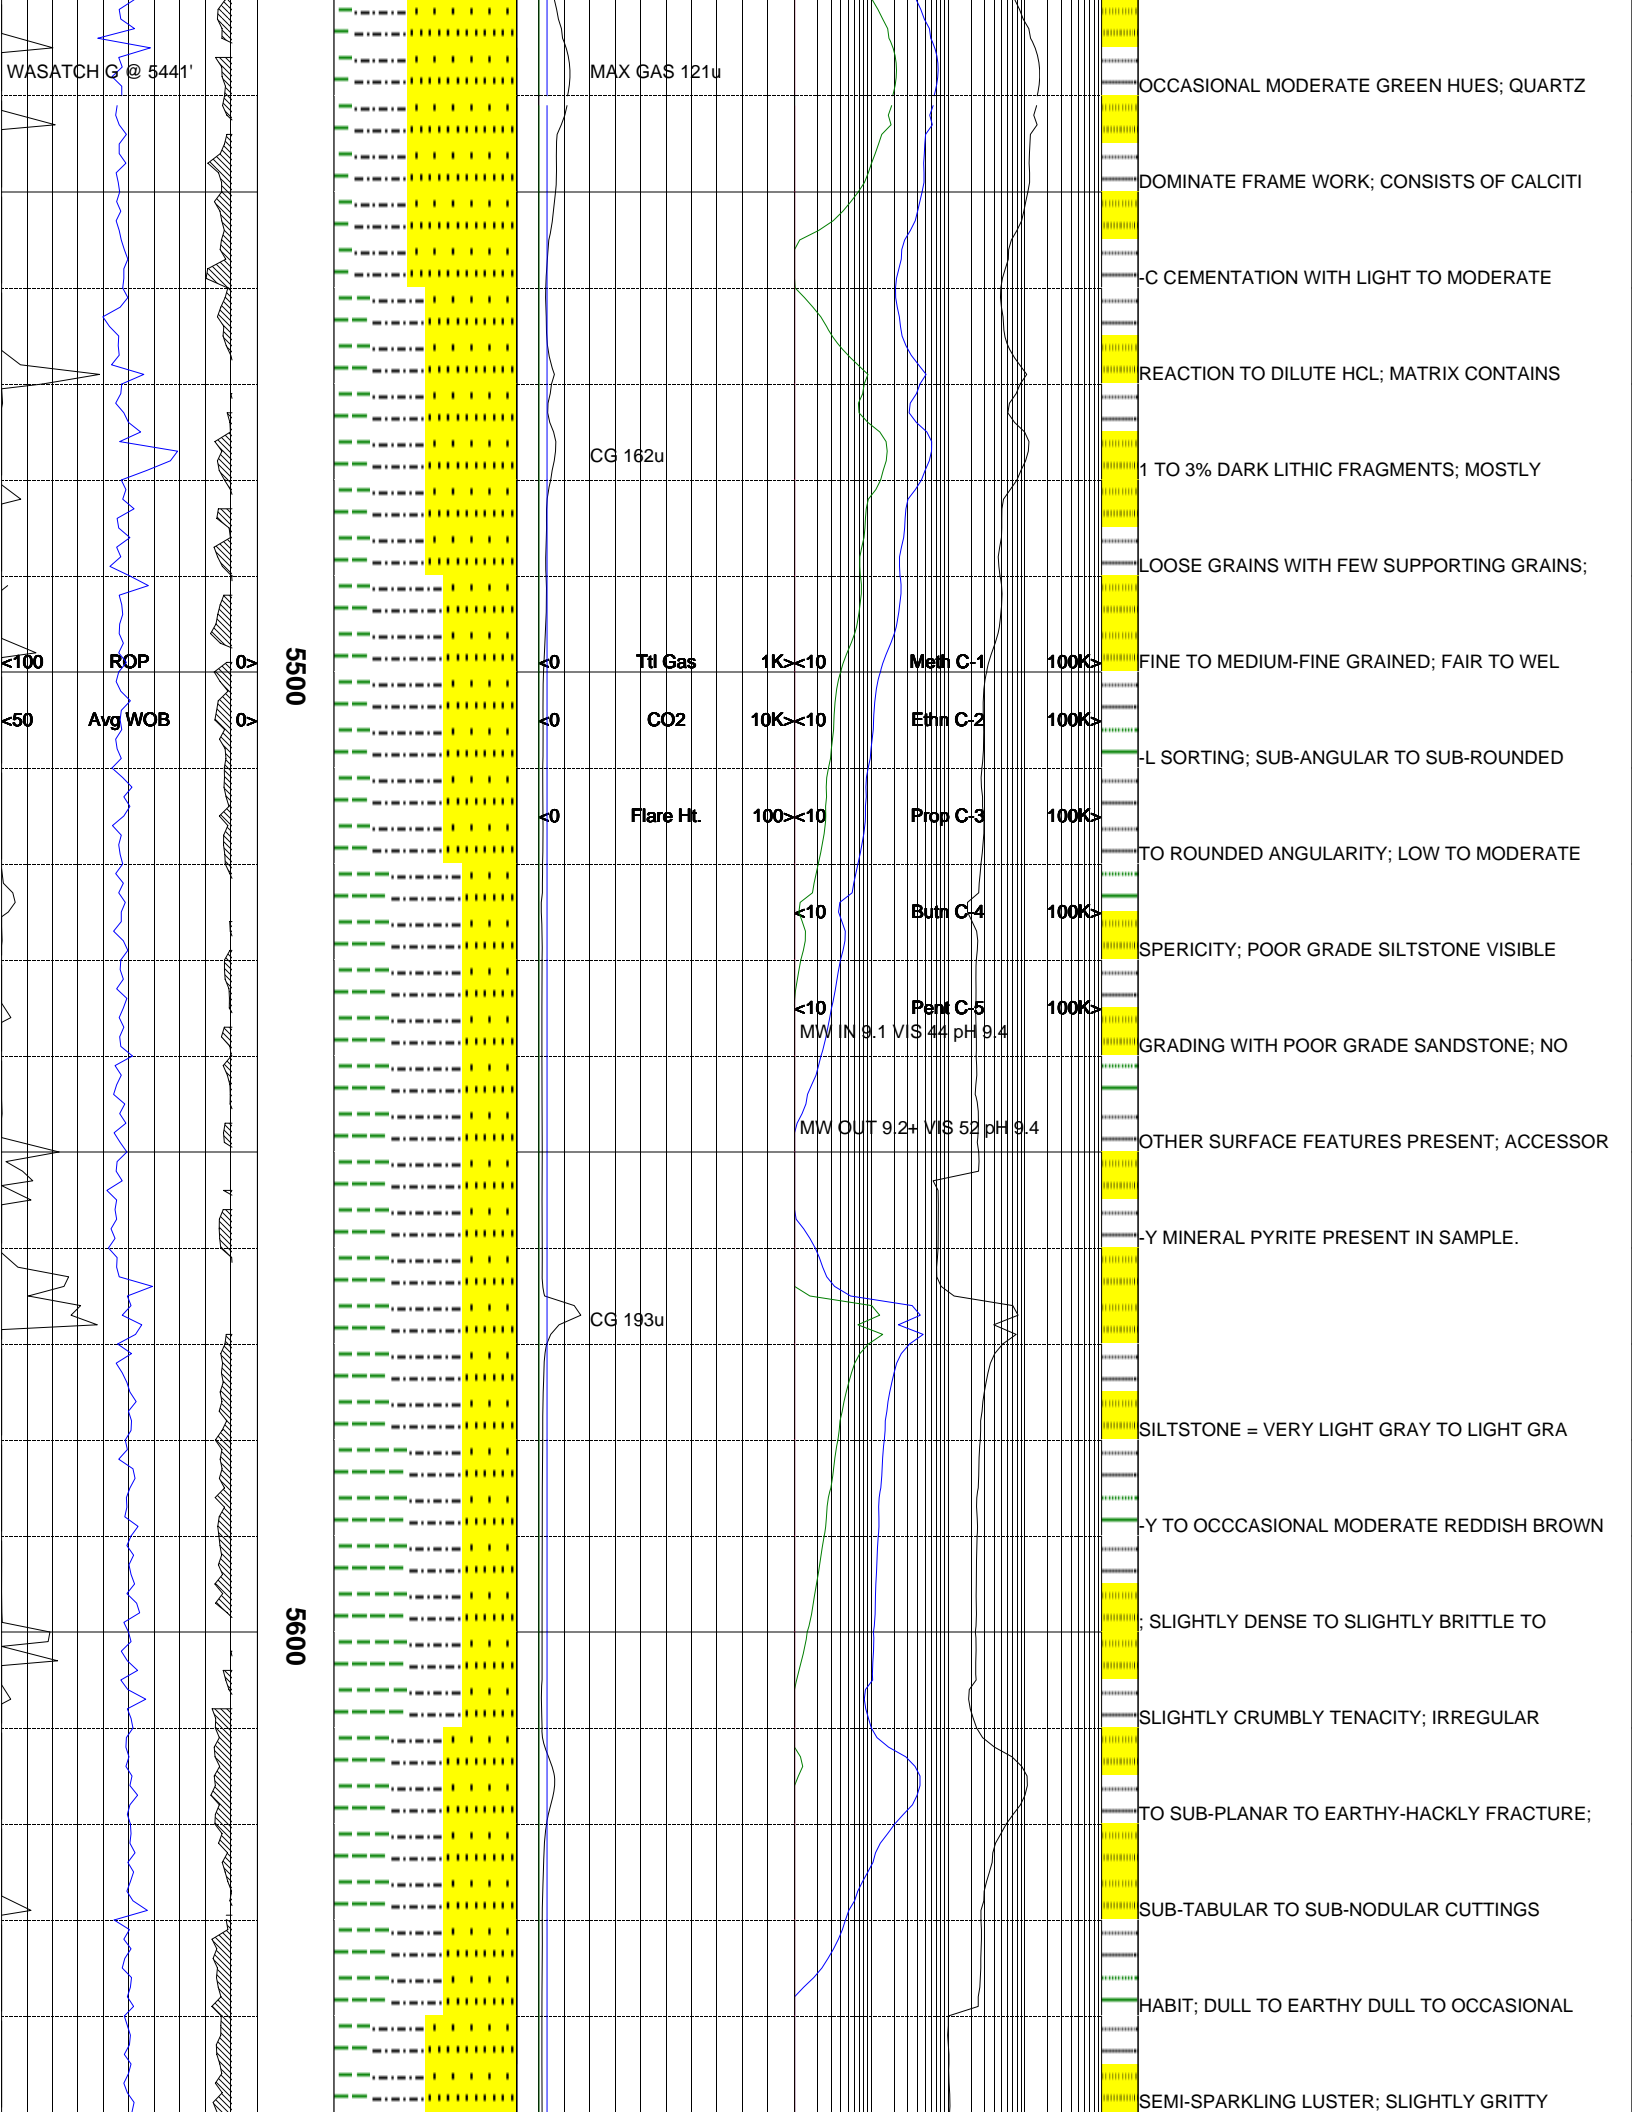 WASATCH G @ 5441'
MAX GAS 121u
OCCASIONAL MODERATE GREEN HUES; QUARTZ
DOMINATE FRAME WORK; CONSISTS OF CALCITI
-C CEMENTATION WITH LIGHT TO MODERATE
REACTION TO DILUTE HCL; MATRIX CONTAINS
CG 162u
1 TO 3% DARK LITHIC FRAGMENTS; MOSTLY
LOOSE GRAINS WITH FEW SUPPORTING GRAINS;
<100 ROP 0>
5500
<0 Ttl Gas 1K>
<10 Meth C-1 100K>
FINE TO MEDIUM-FINE GRAINED; FAIR TO WEL
<50 Avg WOB 0>
<0 CO2 10K>
<10 Ethn C-2 100K>
-L SORTING; SUB-ANGULAR TO SUB-ROUNDED
<0 Flare Ht. 100>
<10 Prop C-3 100K>
TO ROUNDED ANGULARITY; LOW TO MODERATE
<10 Butn C-4 100K>
SPERICITY; POOR GRADE SILTSTONE VISIBLE
<10 Pent C-5 100K>
MW IN 9.1 VIS 44 pH 9.4
GRADING WITH POOR GRADE SANDSTONE; NO
MW OUT 9.2+ VIS 52 pH 9.4
OTHER SURFACE FEATURES PRESENT; ACCESSOR
-Y MINERAL PYRITE PRESENT IN SAMPLE.
CG 193u
SILTSTONE = VERY LIGHT GRAY TO LIGHT GRA
-Y TO OCCCASIONAL MODERATE REDDISH BROWN
5600
; SLIGHTLY DENSE TO SLIGHTLY BRITTLE TO
SLIGHTLY CRUMBLY TENACITY; IRREGULAR
TO SUB-PLANAR TO EARTHY-HACKLY FRACTURE;
SUB-TABULAR TO SUB-NODULAR CUTTINGS
HABIT; DULL TO EARTHY DULL TO OCCASIONAL
SEMI-SPARKLING LUSTER; SLIGHTLY GRITTY